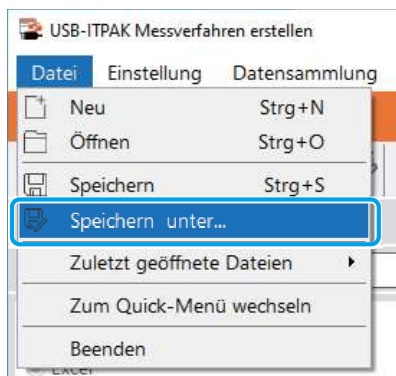 USB-ITPAK Messverfahren erstellen
Datei Einstellung Datensammlung
Neu Strg+N
Öffnen Strg+O
Speichern Strg+S
Speichern unter...
Zuletzt geöffnete Dateien
Zum Quick-Menü wechseln
Beenden
Excel